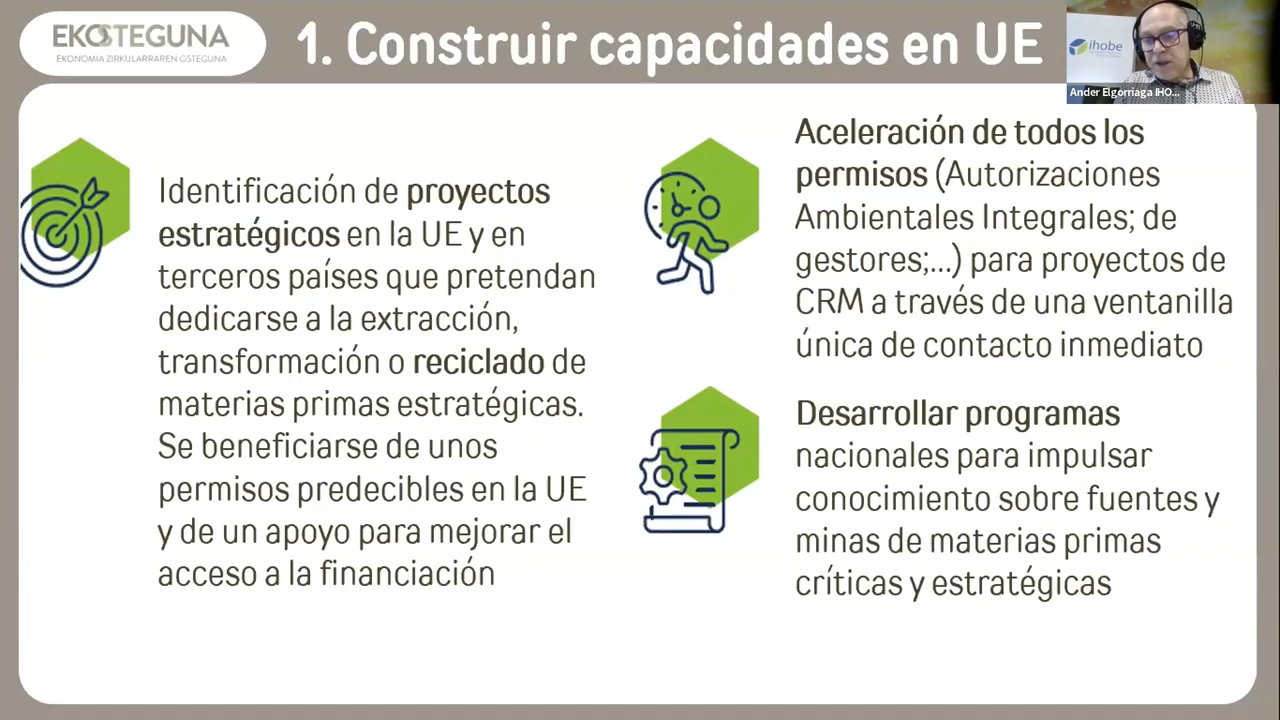 EKOSTEGUNA
EKONOMIA ZIRKULARRAREN OSTEGUNA
1. Construir capacidades en UE
ihobe
Ander Elgorriaga IHO...
Identificación de proyectos
estratégicos en la UE y en
terceros países que pretendan
dedicarse a la extracción,
transformación o reciclado de
materias primas estratégicas.
Se beneficiarse de unos
permisos predecibles en la UE
y de un apoyo para mejorar el
acceso a la financiación
Aceleración de todos los
permisos (Autorizaciones
Ambientales Integrales; de
gestores;...) para proyectos de
CRM a través de una ventanilla
única de contacto inmediato
Desarrollar programas
nacionales para impulsar
conocimiento sobre fuentes y
minas de materias primas
críticas y estratégicas